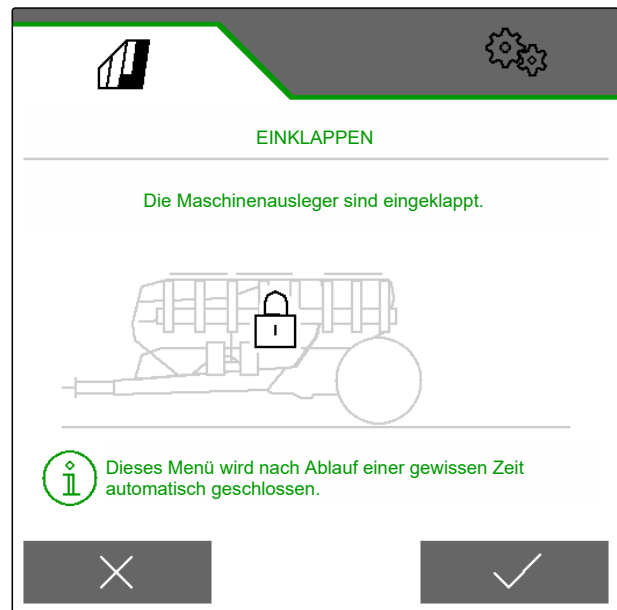 EINKLAPPEN
Die Maschinenausleger sind eingeklappt.
Dieses Menü wird nach Ablauf einer gewissen Zeit
automatisch geschlossen.